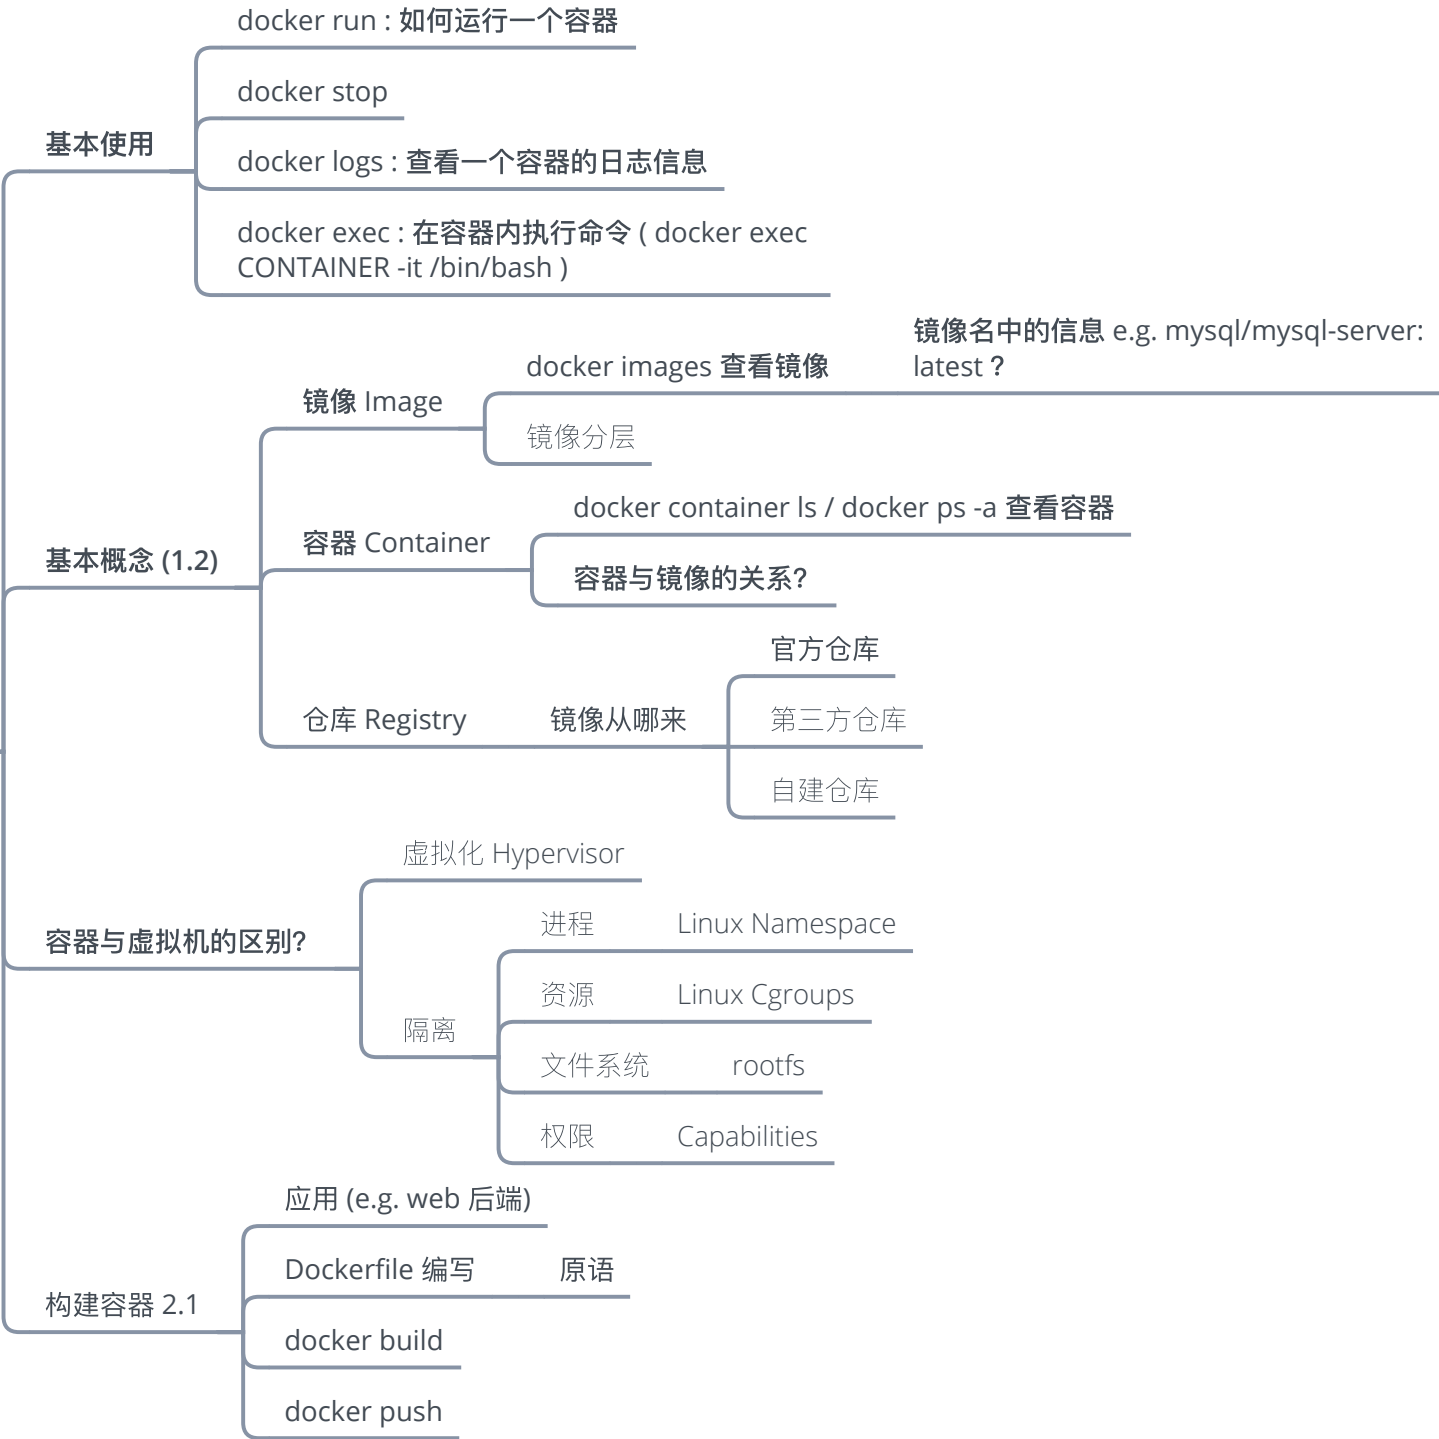 docker run : 如何运行一个容器
docker stop
基本使用
docker logs : 查看一个容器的日志信息
docker exec : 在容器内执行命令 ( docker exec
CONTAINER -it /bin/bash )
镜像名中的信息 e.g. mysql/mysql-server:
latest ?
docker images 查看镜像
镜像 Image
镜像分层
docker container ls / docker ps -a 查看容器
容器 Container
基本概念 (1.2)
容器与镜像的关系?
官方仓库
仓库 Registry 镜像从哪来 第三方仓库
自建仓库
虚拟化 Hypervisor
进程 Linux Namespace
容器与虚拟机的区别?
资源 Linux Cgroups
隔离
文件系统 rootfs
权限 Capabilities
应用 (e.g. web 后端)
Dockerfile 编写 原语
构建容器 2.1
docker build
docker push